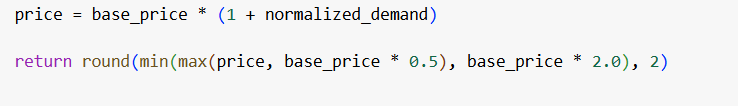 price = base_price * (1 + normalized_demand)
return round(min(max(price, base_price * 0.5), base_price * 2.0), 2)